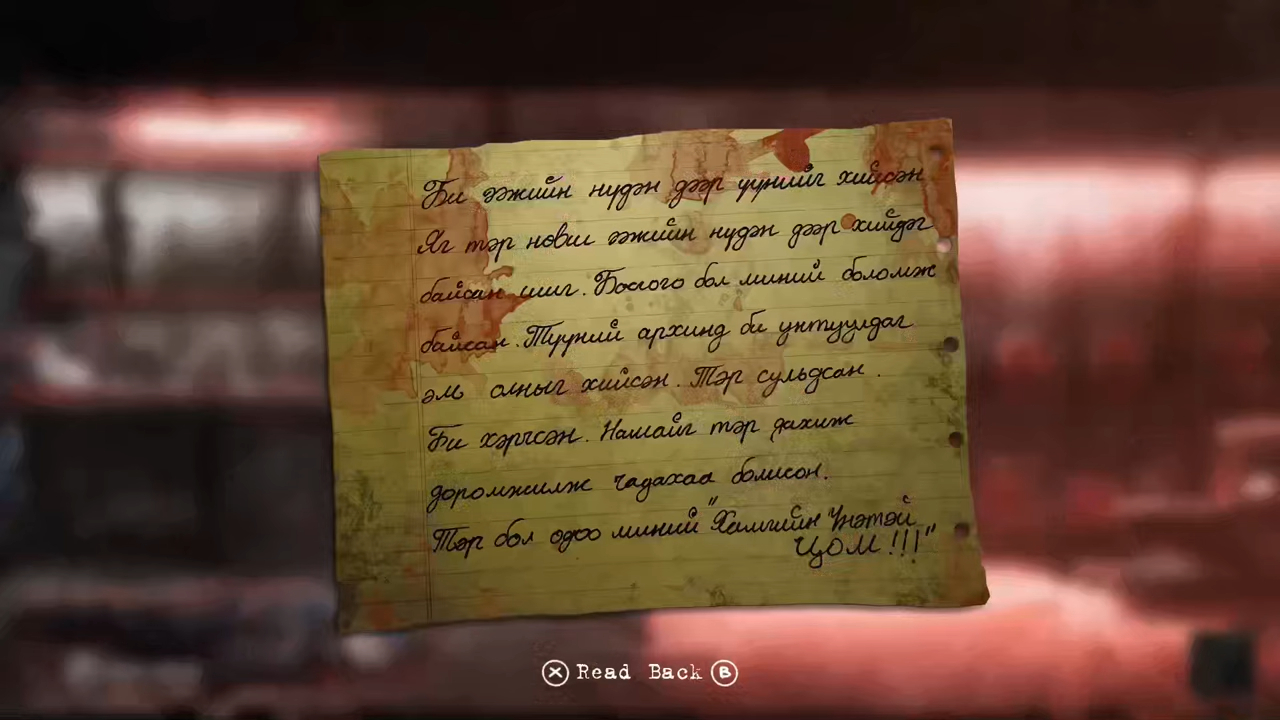 Би ээжийн нүдэн дээр үүнийг хийсэн
Яг тэр новш ээжийн нүдэн дээр хийдэг
байсан шиг. Босого бол миний боломж
байсан. Түүний архинд би унтуулдаг
эм олныг хийсэн. Тэр сульдсан.
Би хэрчсэн. Намайг тэр дахиж
доромжилж чадахаа болисон.
Тэр бол одоо миний "Хамгийн Үнэтэй
ЦОМ!!!"
X Read Back B